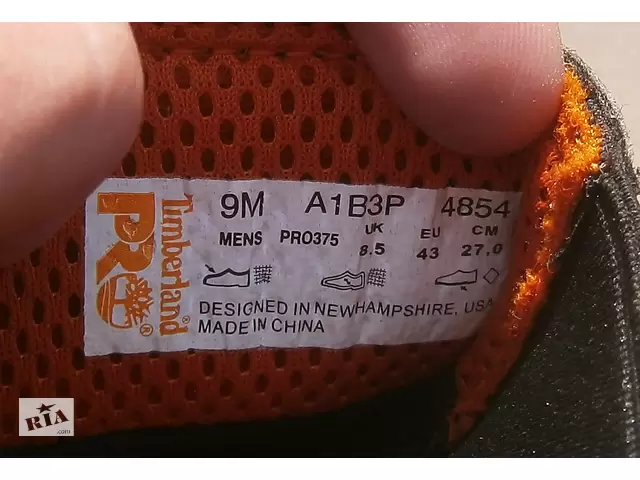 Timberland
PRO
®
®
9M A1B3P 4854
MENS PRO375 UK 8.5 EU 43 CM 27.0
DESIGNED IN NEWHAMPSHIRE, USA
MADE IN CHINA
RIA
.com